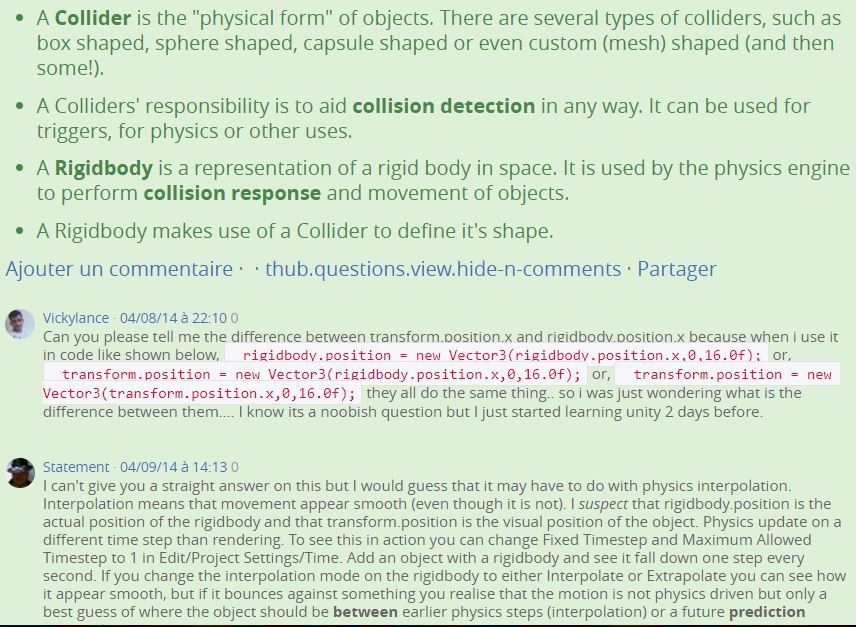 A Collider is the "physical form" of objects. There are several types of colliders, such as
box shaped, sphere shaped, capsule shaped or even custom (mesh) shaped (and then
some!).
A Colliders' responsibility is to aid collision detection in any way. It can be used for
triggers, for physics or other uses.
A Rigidbody is a representation of a rigid body in space. It is used by the physics engine
to perform collision response and movement of objects.
A Rigidbody makes use of a Collider to define it's shape.
Ajouter un commentaire · · thub.questions.view.hide-n-comments · Partager
Vickylance · 04/08/14 à 22:10 0
Can you please tell me the difference between transform.position.x and rigidbody.position.x because when i use it
in code like shown below, rigidbody.position = new Vector3(rigidbody.position.x,0,16.0f); or,
transform.position = new Vector3(rigidbody.position.x,0,16.0f); or, transform.position = new
Vector3(transform.position.x,0,16.0f); they all do the same thing.. so i was just wondering what is the
difference between them.... I know its a noobish question but I just started learning unity 2 days before.
Statement · 04/09/14 à 14:13 0
I can't give you a straight answer on this but I would guess that it may have to do with physics interpolation.
Interpolation means that movement appear smooth (even though it is not). I suspect that rigidbody.position is the
actual position of the rigidbody and that transform.position is the visual position of the object. Physics update on a
different time step than rendering. To see this in action you can change Fixed Timestep and Maximum Allowed
Timestep to 1 in Edit/Project Settings/Time. Add an object with a rigidbody and see it fall down one step every
second. If you change the interpolation mode on the rigidbody to either Interpolate or Extrapolate you can see how
it appear smooth, but if it bounces against something you realise that the motion is not physics driven but only a
best guess of where the object should be between earlier physics steps (interpolation) or a future prediction